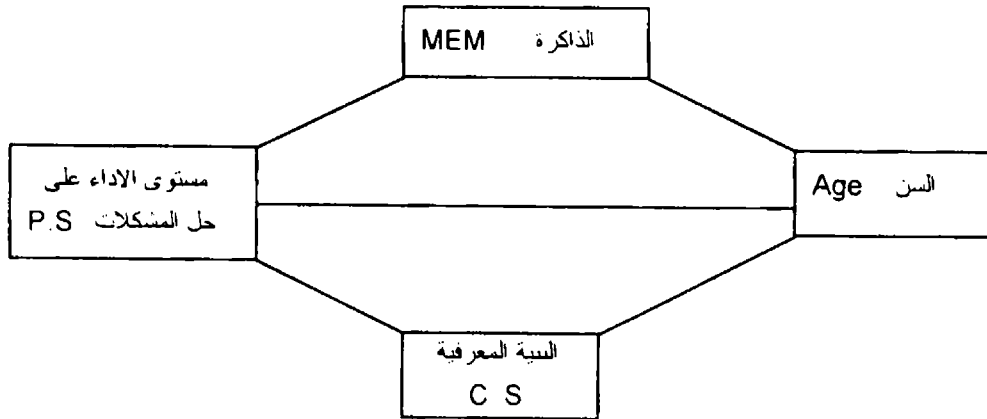 الذاكرة MEM
مستوى الاداء على
حل المشكلات P.S
السن Age
البنية المعرفية
C S